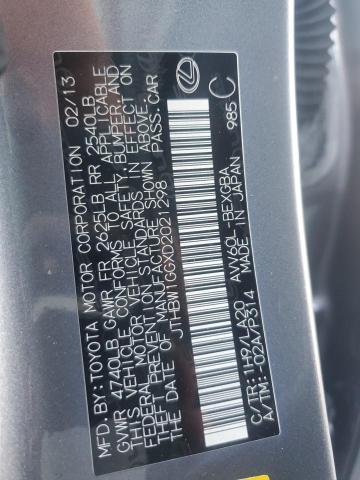 MFD.BY:TOYOTA MOTOR CORPORATION 02/13
GVWR 4740LB GAWR FR 2625LB RR 2540LB
THIS VEHICLE CONFORMS TO ALL APPLICABLE
FEDERAL MOTOR VEHICLE SAFETY,BUMPER,AND
THEFT PREVENTION STANDARDS IN EFFECT ON
THE DATE OF MANUFACTURE SHOWN ABOVE.
JTHBW1GGXD2021298 PASS.CAR
C/TR:1H9/LA20 AVV60L-BEXGBA 985 C
A/TM:-02A/P314 MADE IN JAPAN